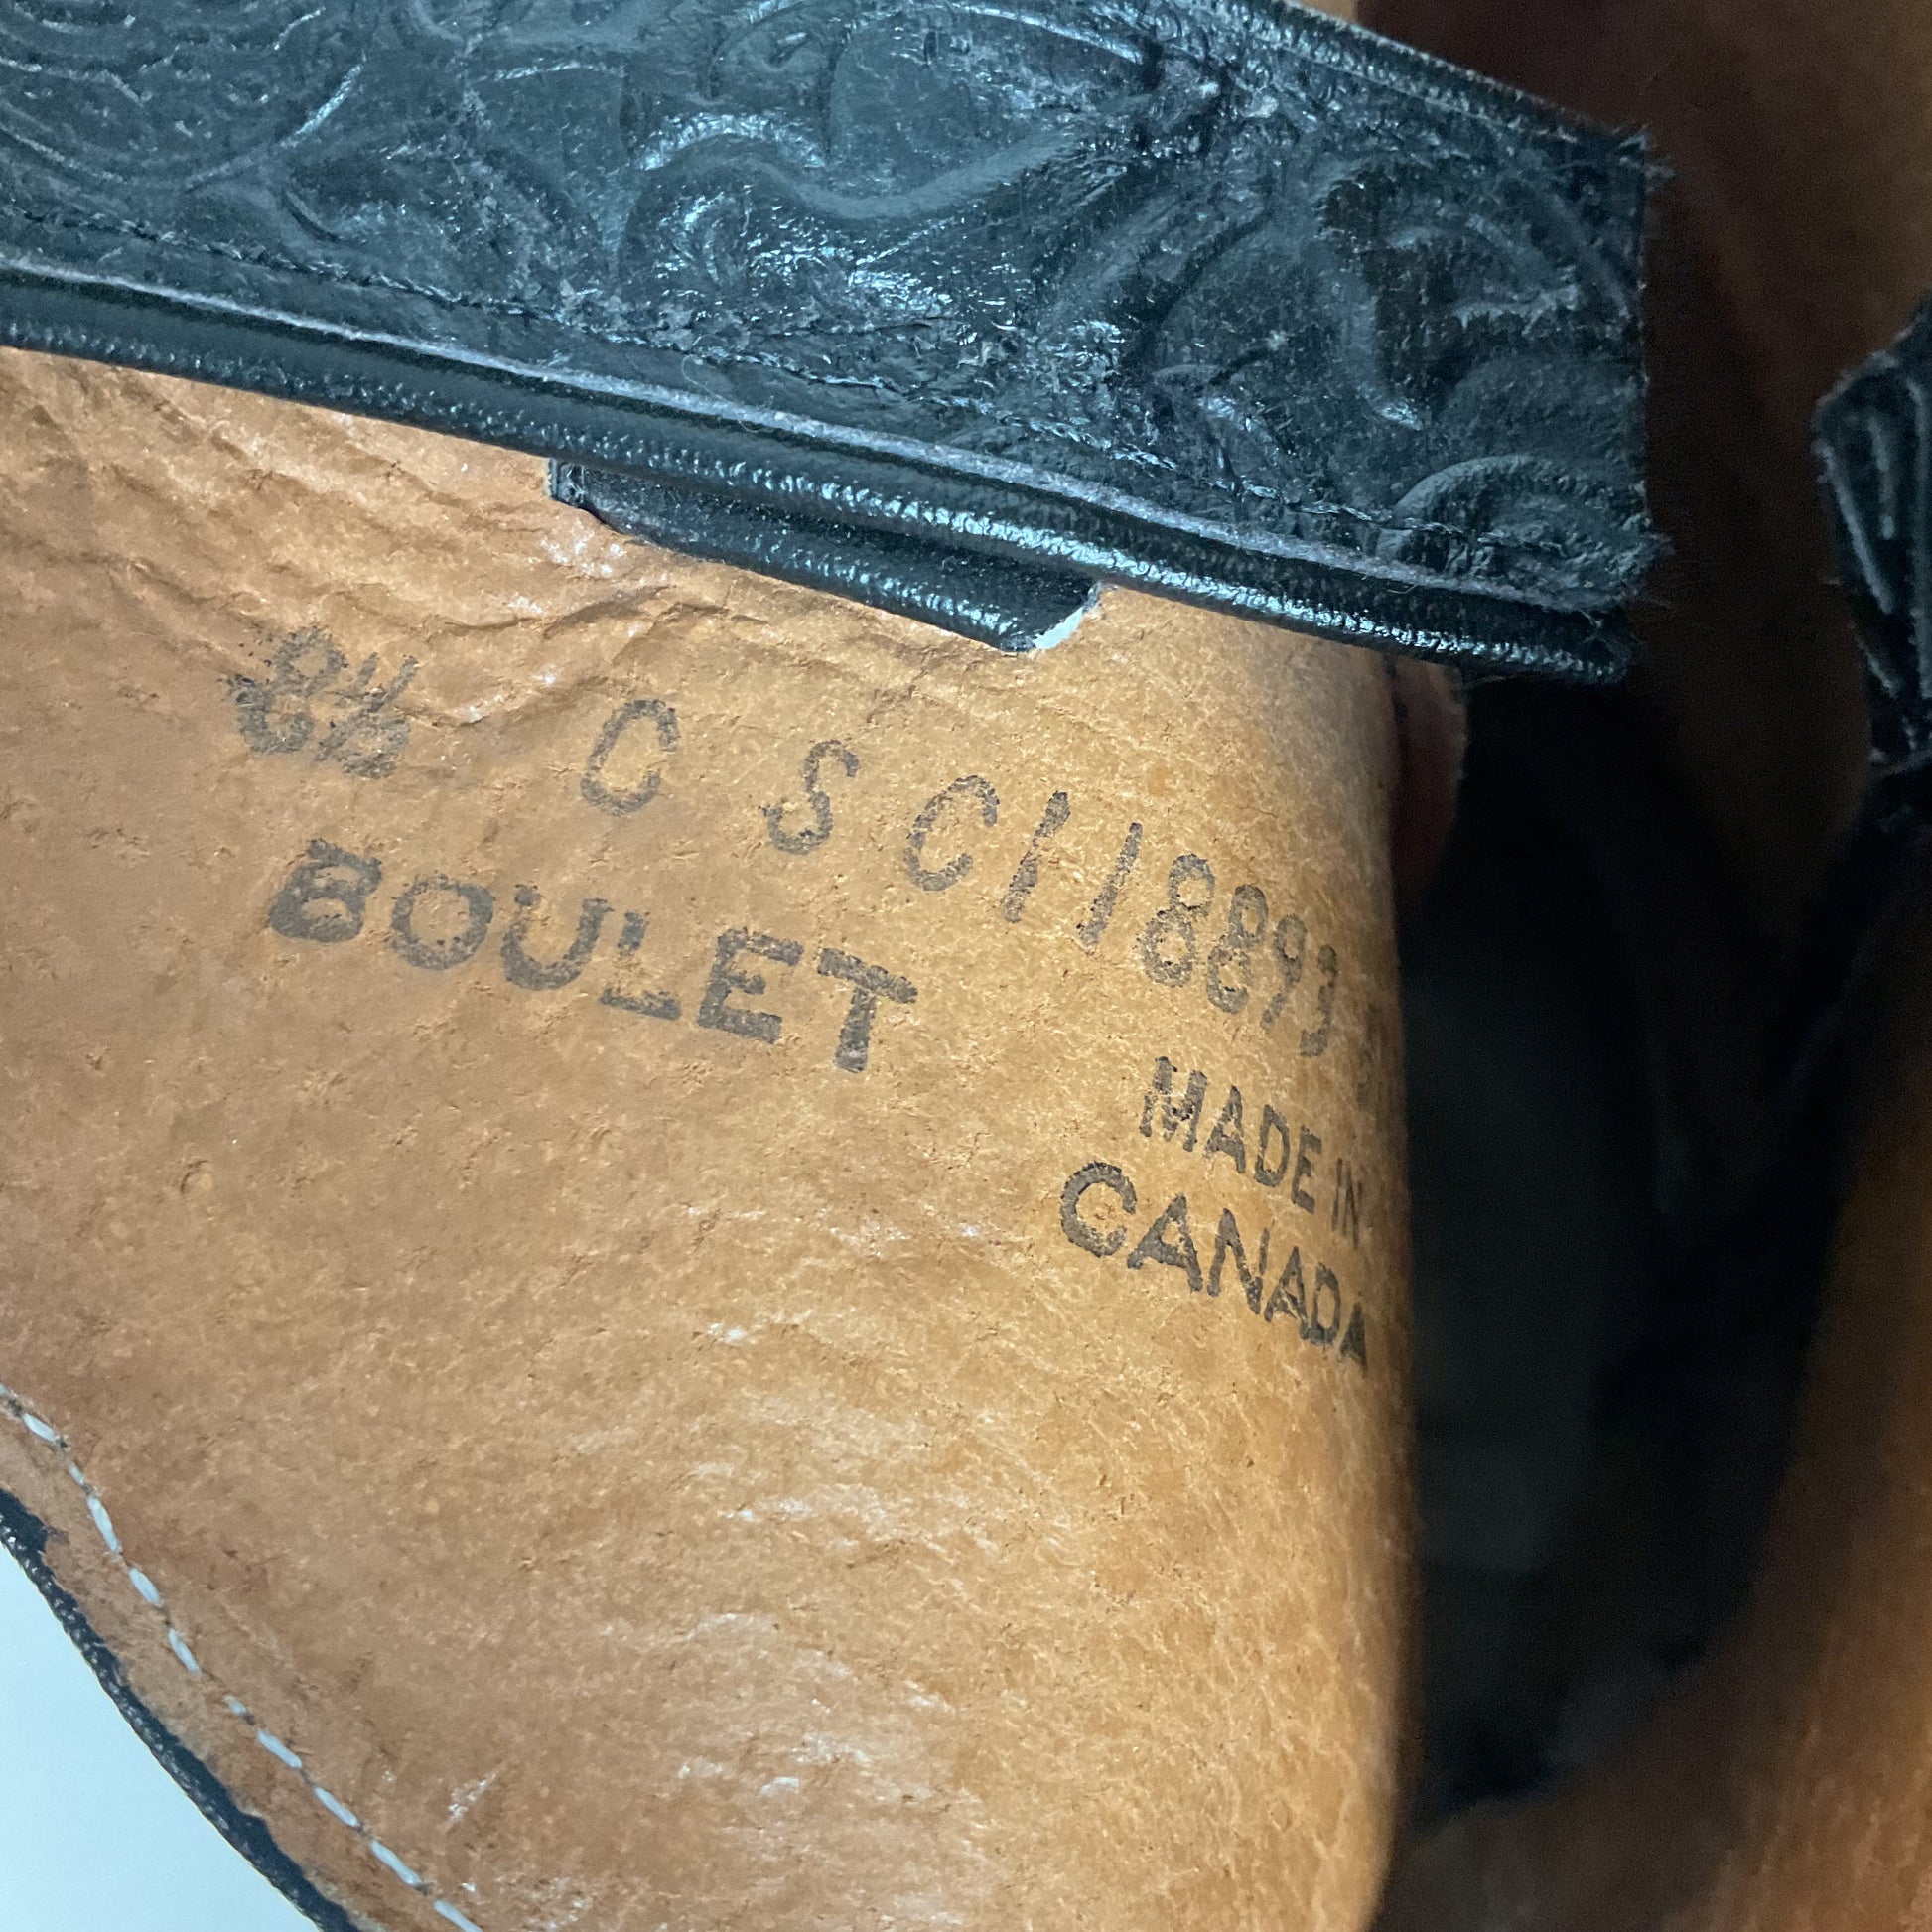 8½ C S C118893
BOULET
MADE IN
CANADA